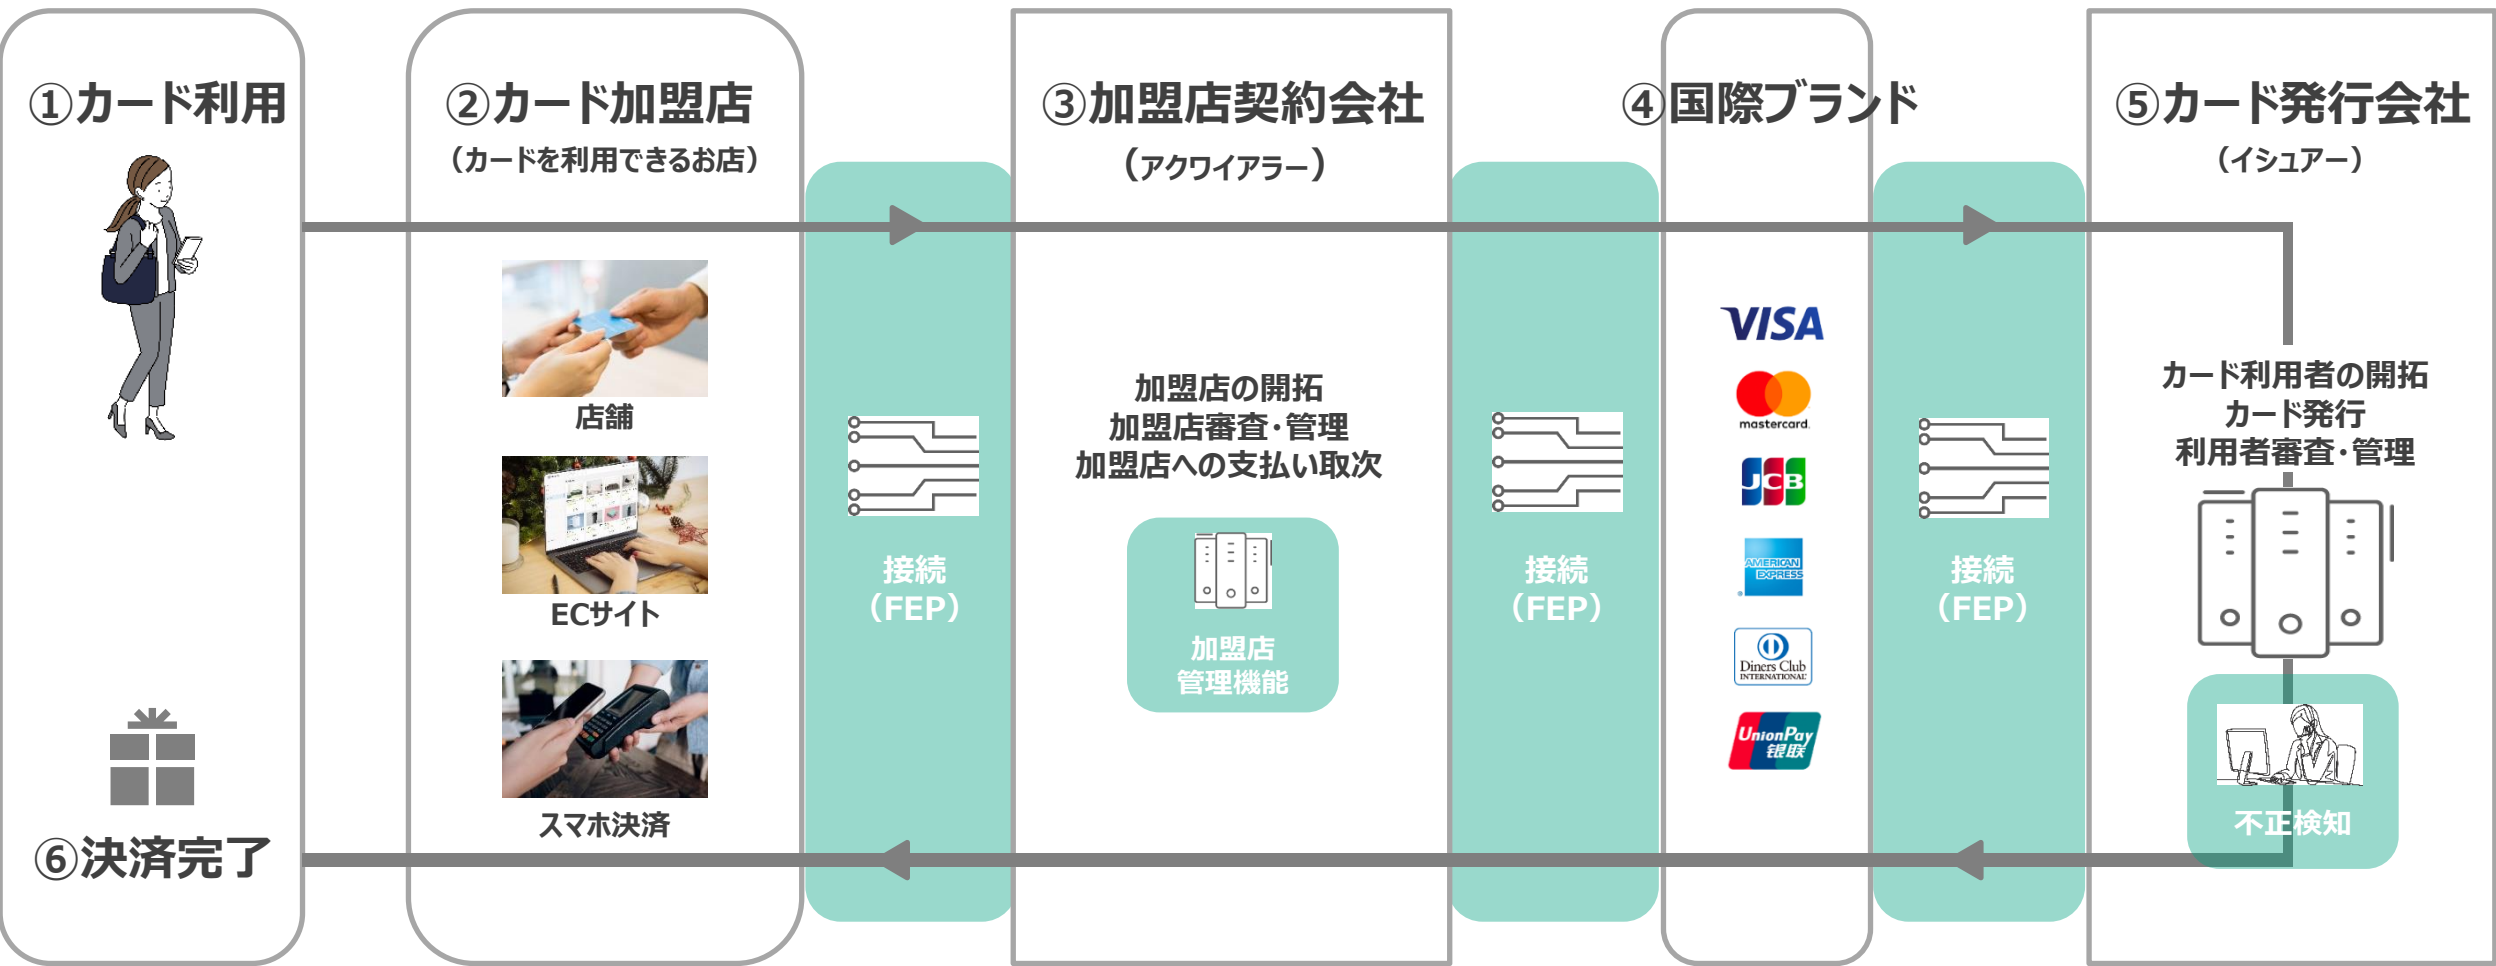 ①カード利用
⑥決済完了
②カード加盟店
（カードを利用できるお店）
店舗
ECサイト
スマホ決済
接続
（FEP）
③加盟店契約会社
（アクワイアラー）
加盟店の開拓
加盟店審査・管理
加盟店への支払い取次
加盟店
管理機能
接続
（FEP）
④国際ブランド
VISA
mastercard.
JCB
AMERICAN
EXPRESS
Diners Club
INTERNATIONAL
UnionPay
银联
接続
（FEP）
⑤カード発行会社
（イシュアー）
カード利用者の開拓
カード発行
利用者審査・管理
不正検知